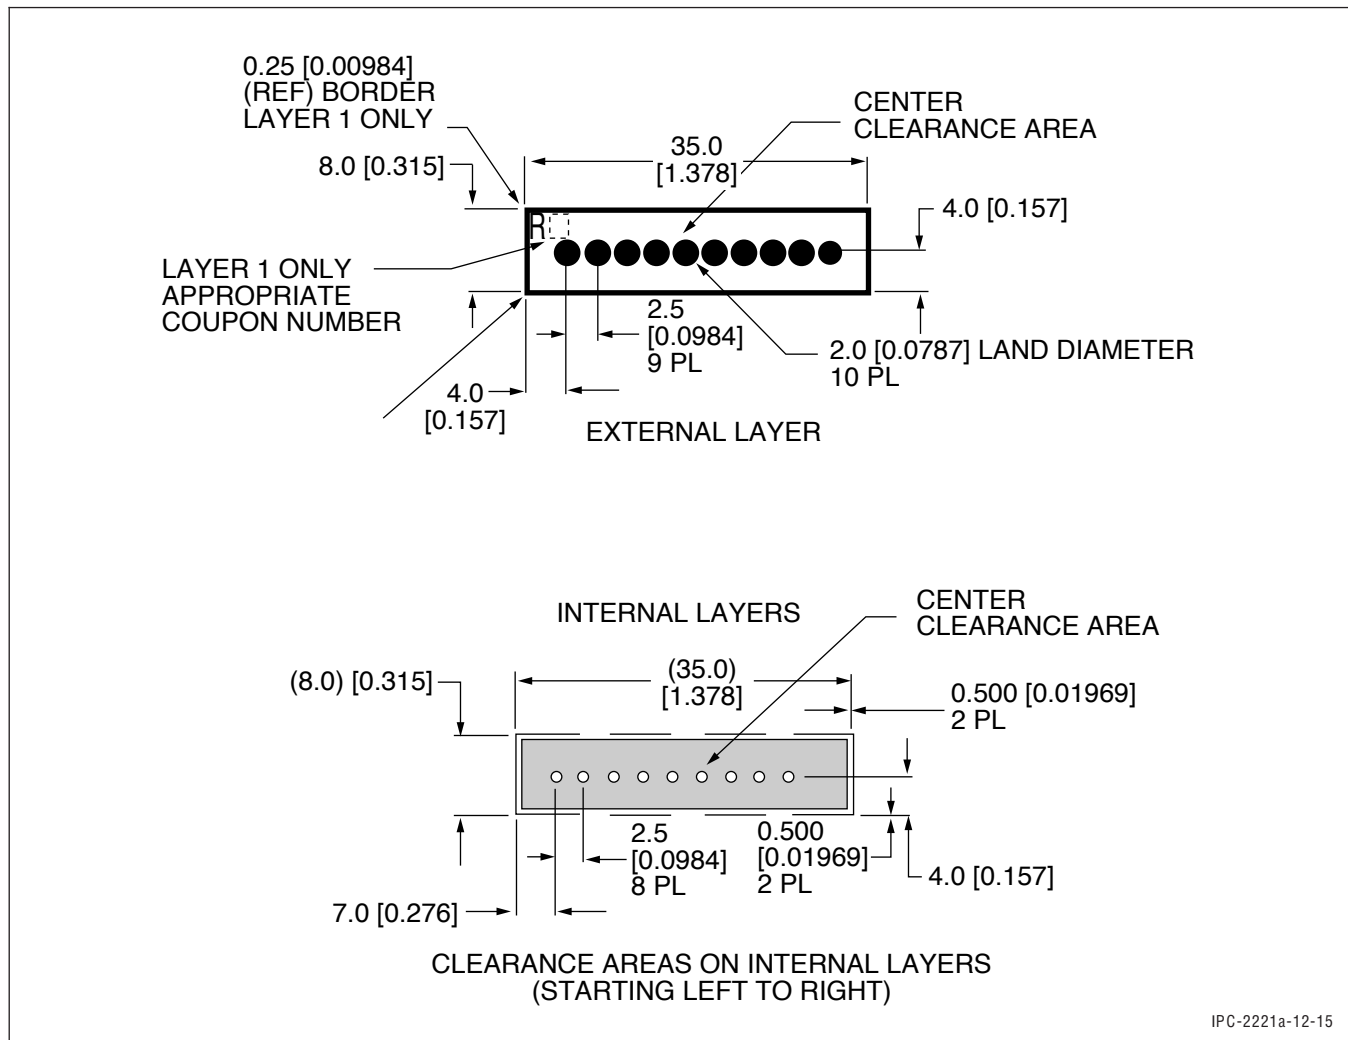 0.25 [0.00984]
(REF) BORDER
LAYER 1 ONLY
CENTER
CLEARANCE AREA
35.0
[1.378]
8.0 [0.315]
4.0 [0.157]
R
LAYER 1 ONLY
APPROPRIATE
COUPON NUMBER
2.5
[0.0984]
9 PL
2.0 [0.0787] LAND DIAMETER
10 PL
4.0
[0.157]
EXTERNAL LAYER
INTERNAL LAYERS
CENTER
CLEARANCE AREA
(35.0)
[1.378]
(8.0) [0.315]
0.500 [0.01969]
2 PL
2.5
[0.0984]
8 PL
0.500
[0.01969]
2 PL
4.0 [0.157]
7.0 [0.276]
CLEARANCE AREAS ON INTERNAL LAYERS
(STARTING LEFT TO RIGHT)
IPC-2221a-12-15